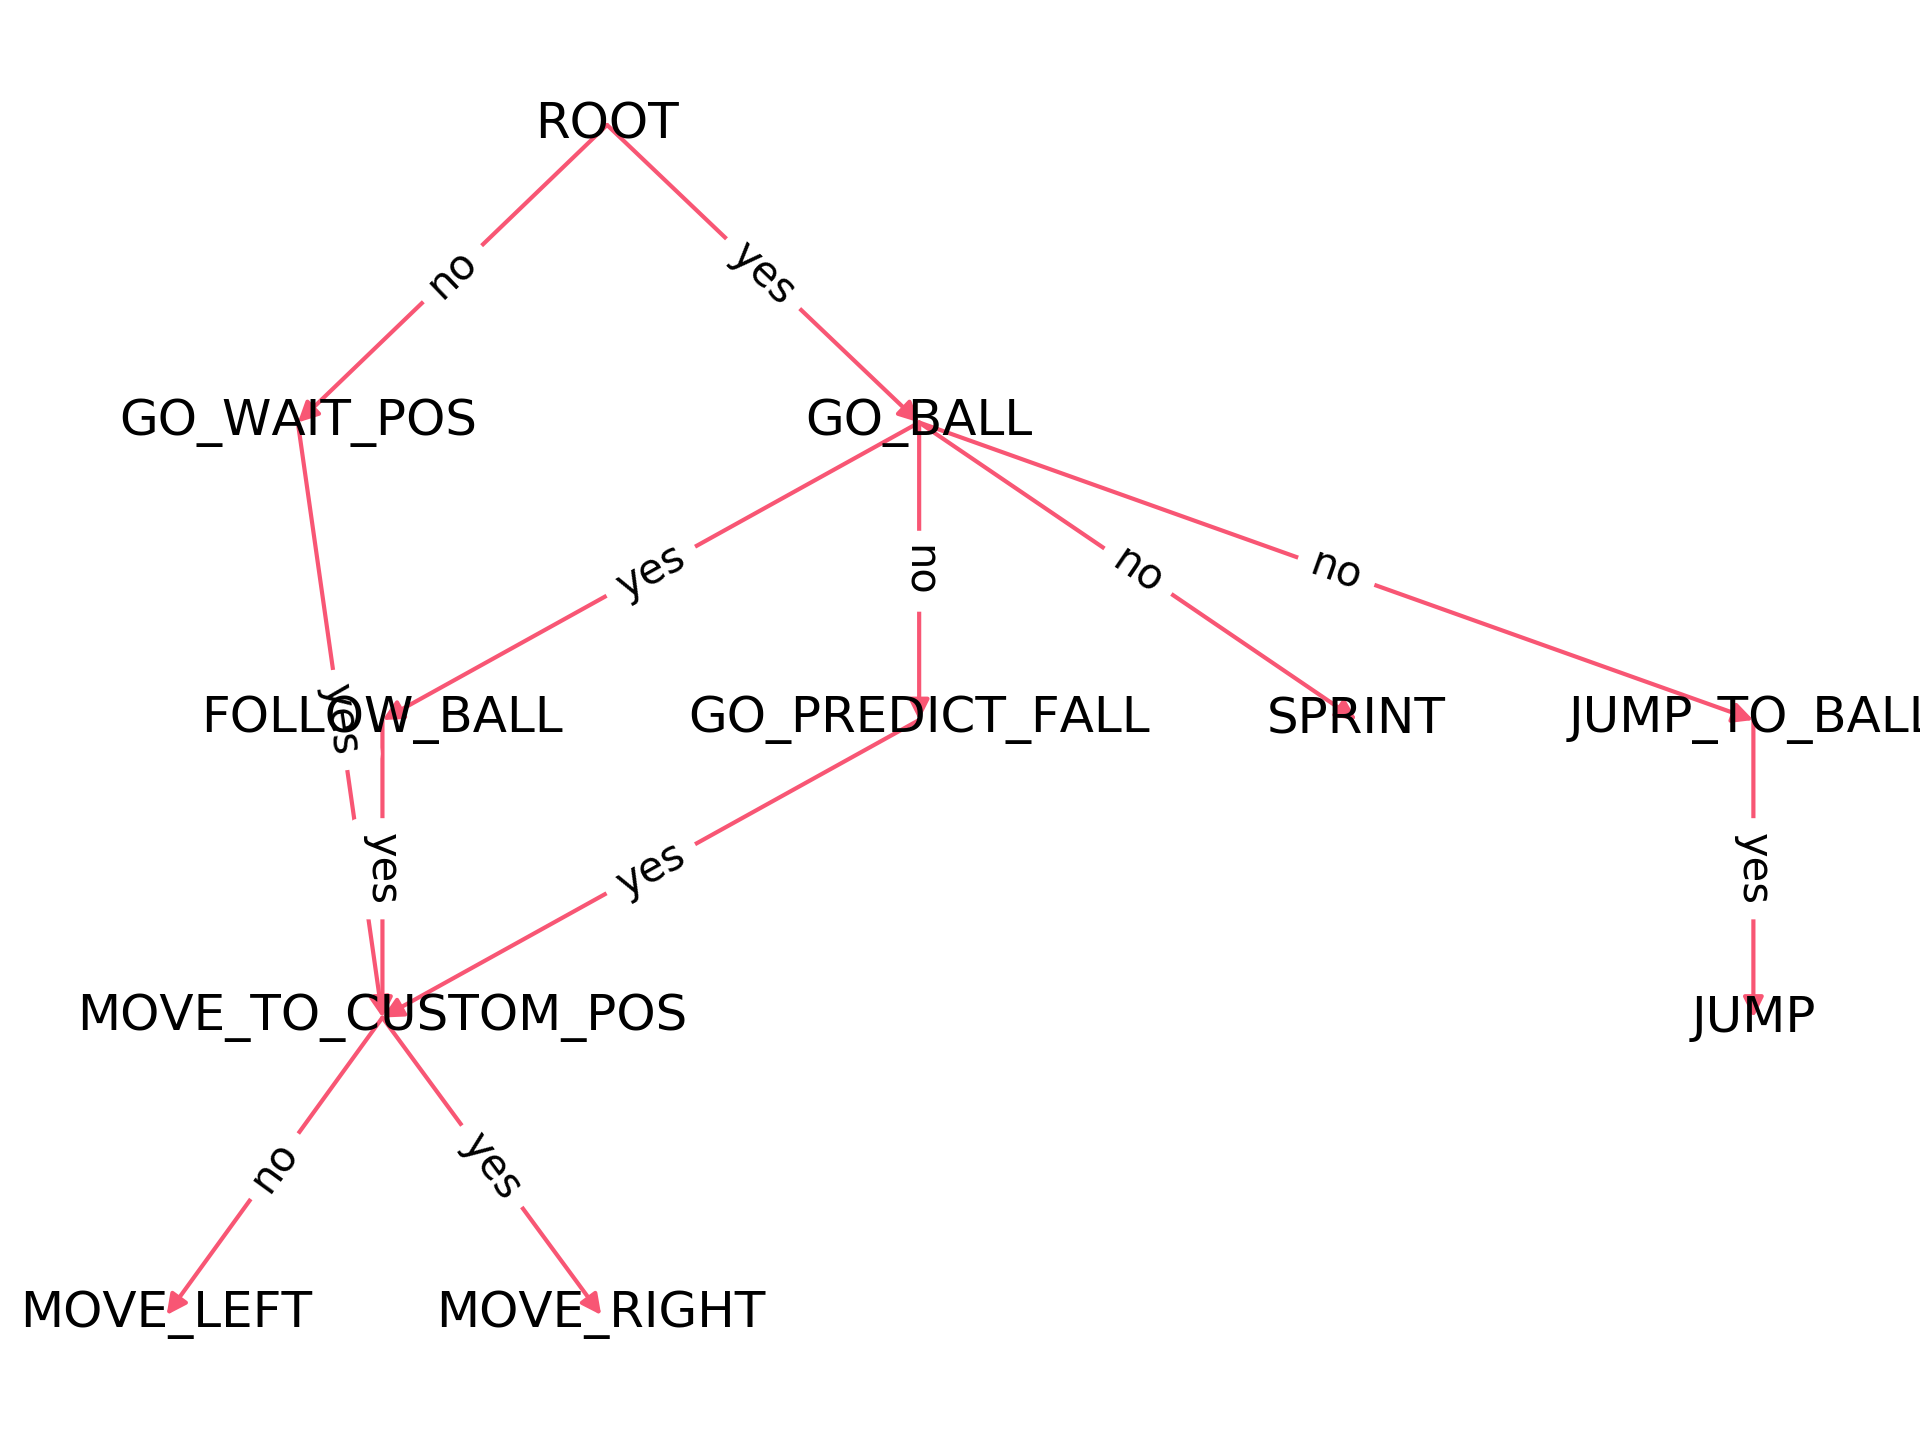 ROOT
no
yes
GO_WAIT_POS
GO_BALL
yes
no
no
no
yes
FOLLOW_BALL
GO_PREDICT_FALL
SPRINT
JUMP_TO_BALL
yes
yes
yes
MOVE_TO_CUSTOM_POS
JUMP
no
yes
MOVE_LEFT
MOVE_RIGHT